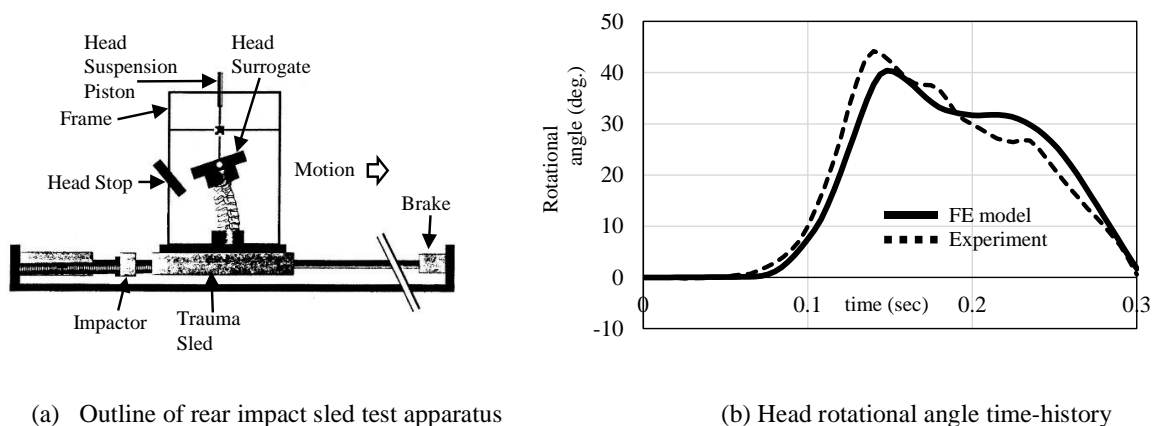 Head
Suspension
Piston
Head
Surrogate
Frame
Head Stop
Motion
Brake
Impactor
Trauma
Sled
(a) Outline of rear impact sled test apparatus
50
40
30
20
10
0
-10
Rotational
angle (deg.)
FE model
Experiment
0
0.1
time (sec)
0.2
0.3
(b) Head rotational angle time-history